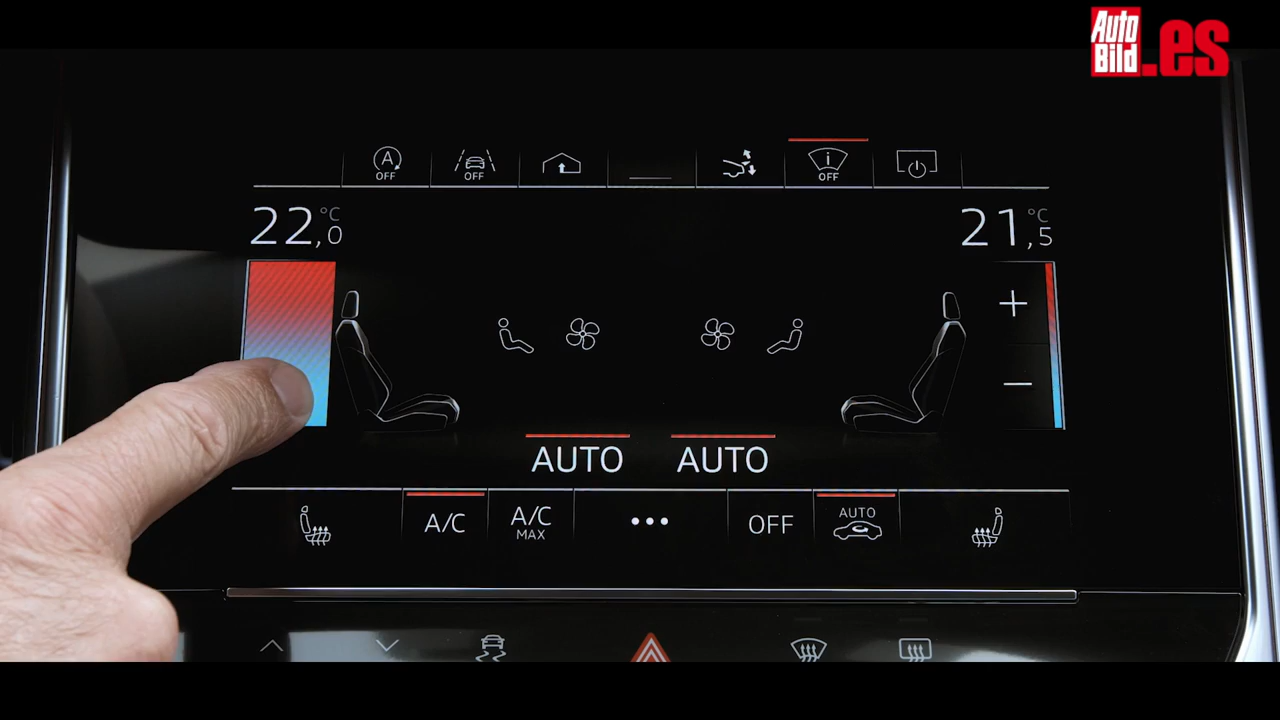 Auto
Bild.es
A
OFF
OFF
i
OFF
22,0 °C
21,5 °C
+
−
AUTO AUTO
A/C
A/C
MAX
•••
OFF
AUTO